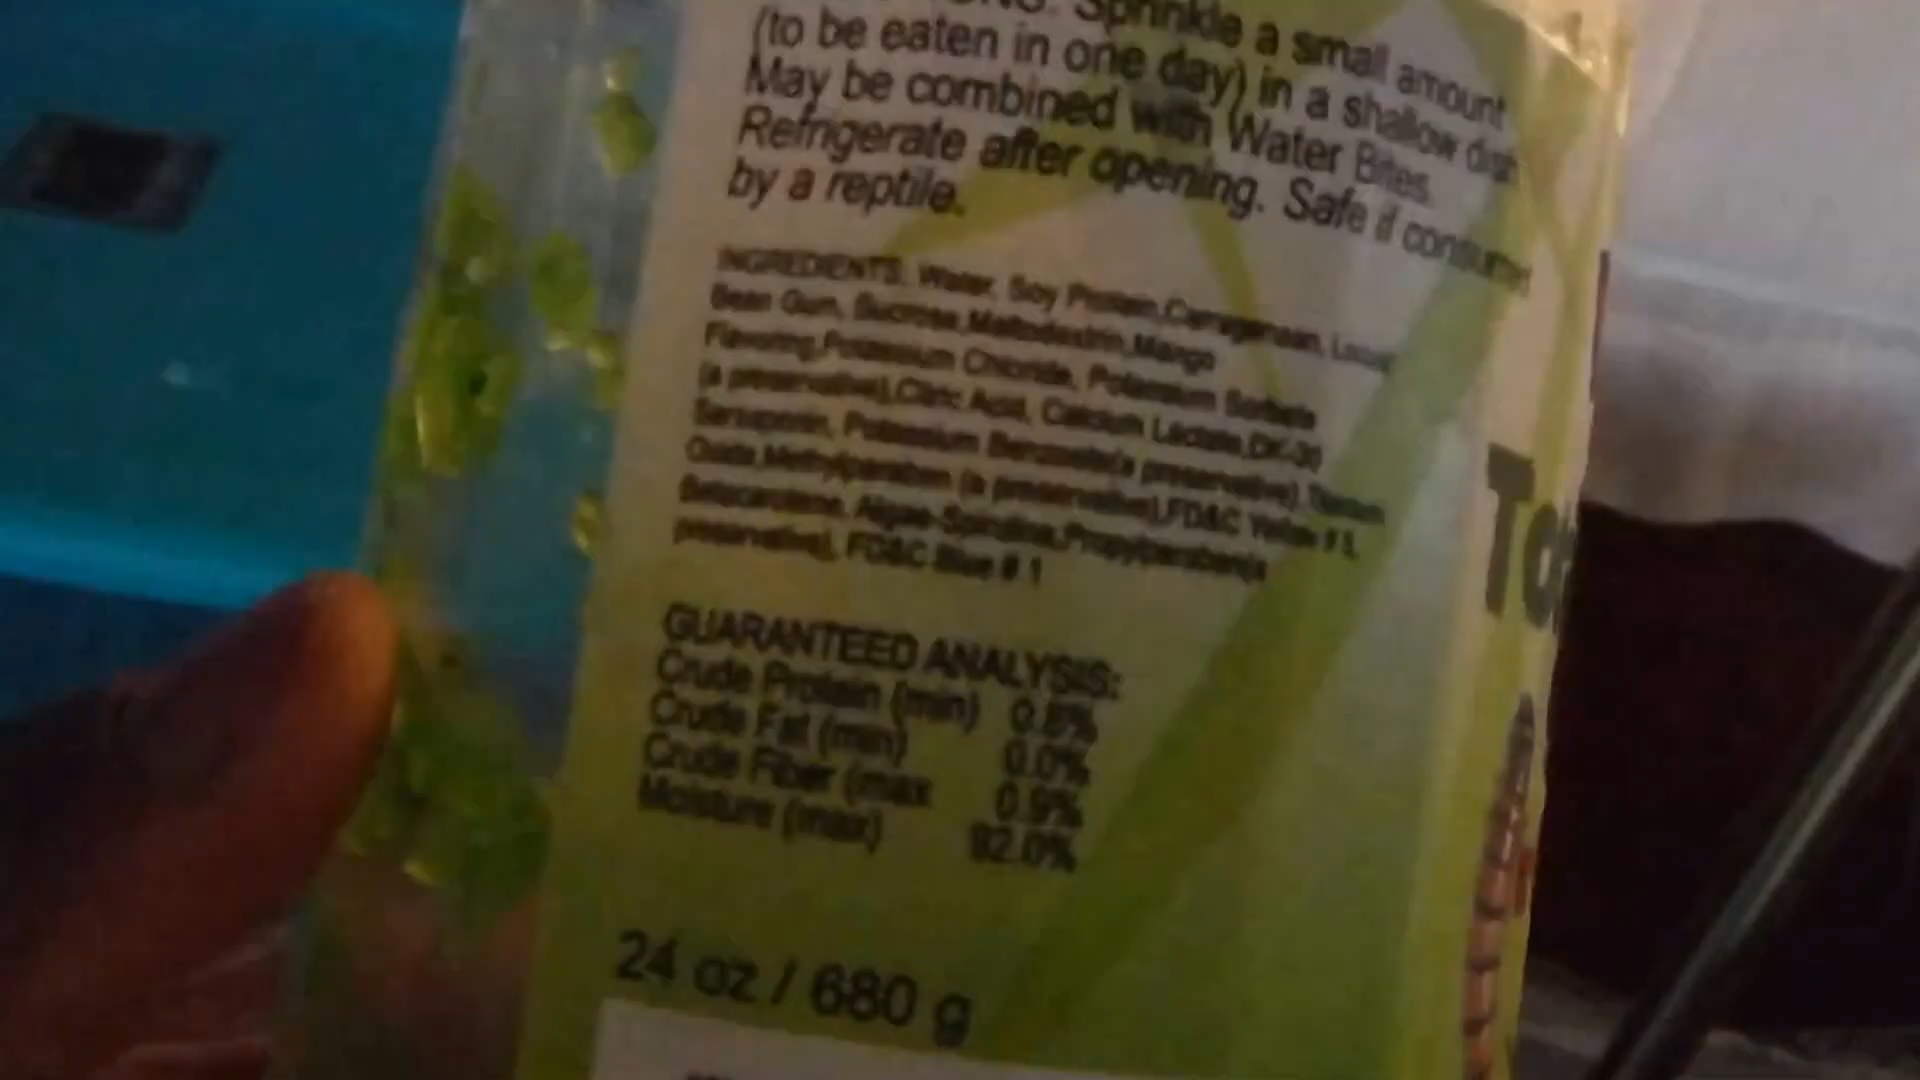 Sprinkle a small amount
(to be eaten in one day) in a shallow dish
May be combined with Water Bites.
Refrigerate after opening. Safe if consum
by a reptile.
INGREDIENTS: Water, Soy Protein,Carrageenan, Locust
Bean Gum, Sucrose,Maltodextrin,Mango
Flavoring,Potassium Chloride, Potassium Sorbate
(a preservative),Citric Acid, Calcium Lactate,DK-30
Sarsaponin, Potassium Benzoate(a preservative),
Methylparaben (a preservative),FD&C Yellow # 5,
Betacarotene, Algae-Spirulina,Propylparaben(a
preservative), FD&C Blue # 1
GUARANTEED ANALYSIS:
Crude Protein (min) 0.8%
Crude Fat (min) 0.0%
Crude Fiber (max 0.9%
Moisture (max) 92.0%
24 oz / 680 g